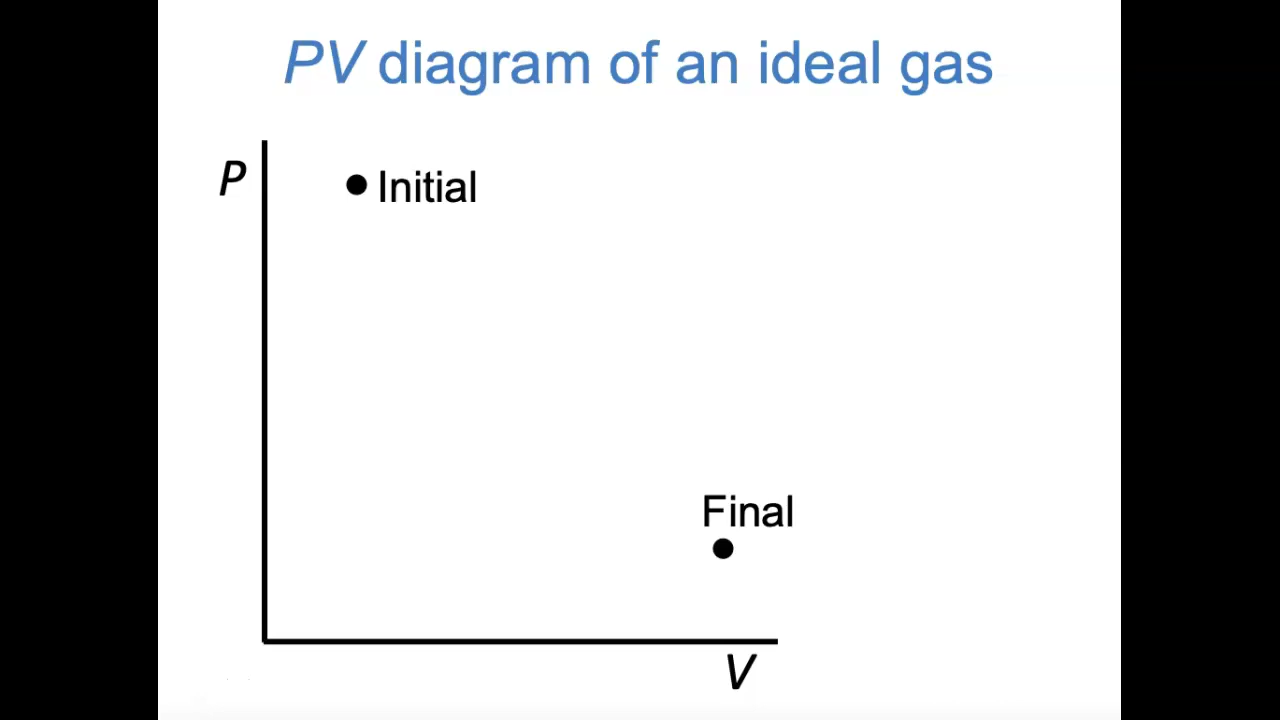 PV diagram of an ideal gas
P
Initial
Final
V